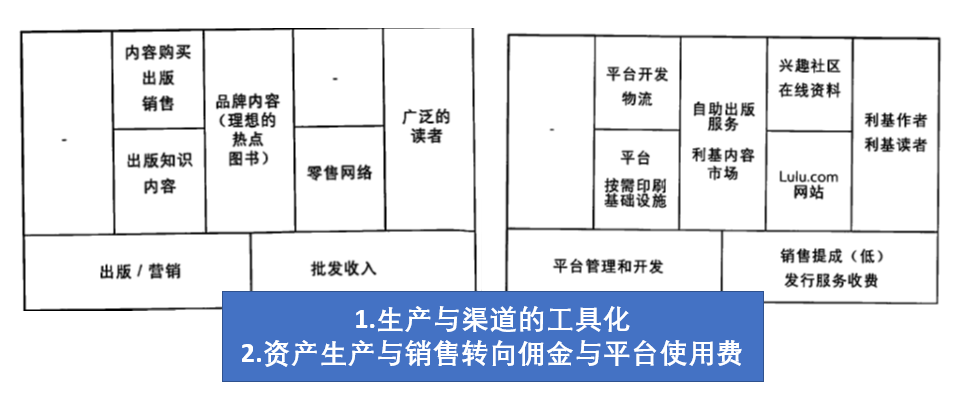 -
内容购买
出版
销售
出版知识
内容
品牌内容
（理想的
热点
图书）
-
零售网络
广泛的
读者
出版 / 营销
批发收入
-
平台开发
物流
平台
按需印刷
基础设施
自助出版
服务
利基内容
市场
兴趣社区
在线资料
Lulu.com
网站
利基作者
利基读者
平台管理和开发
销售提成（低）
发行服务收费
1.生产与渠道的工具化
2.资产生产与销售转向佣金与平台使用费